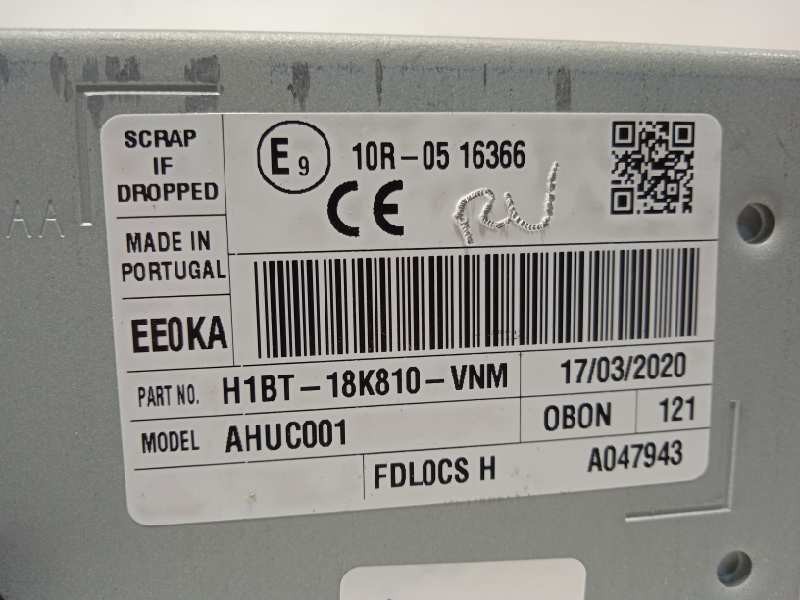 SCRAP
IF
DROPPED
E9 10R-05 16366
CE
MADE IN
PORTUGAL
EE0KA
PART NO. H1BT-18K810-VNM 17/03/2020
MODEL AHUC001 OBON 121
FDL0CS H A047943
AA